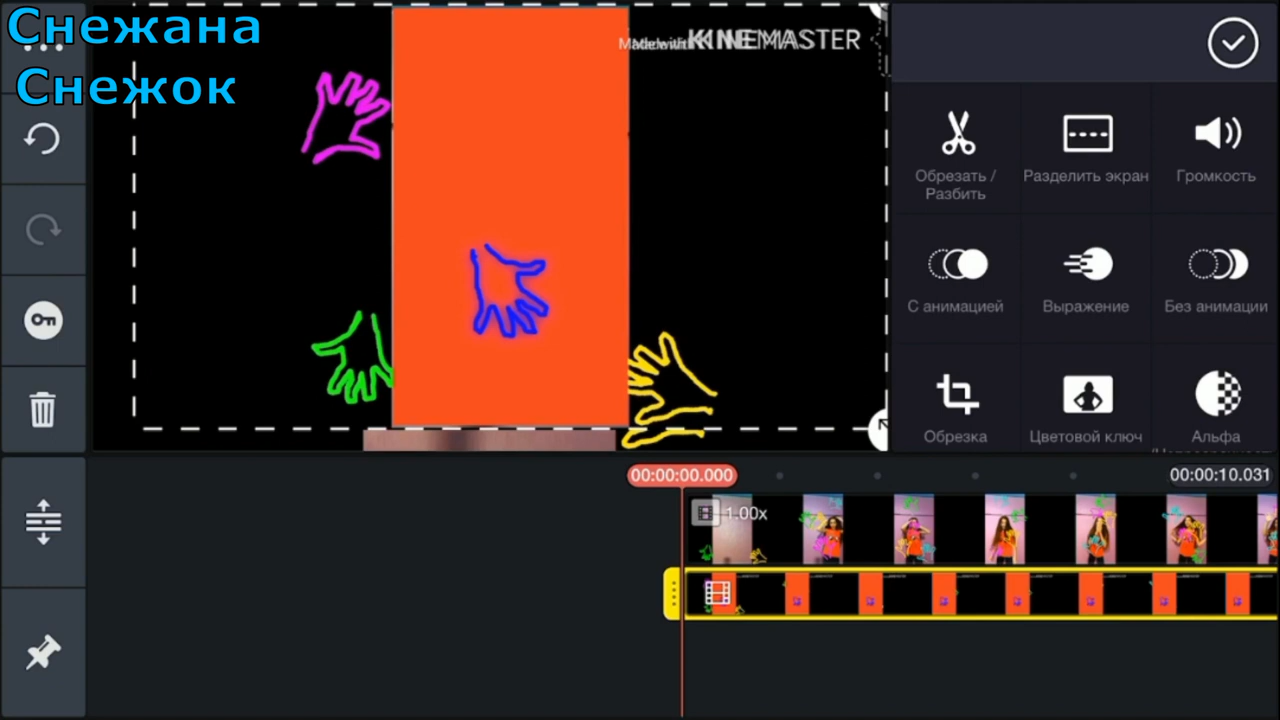 Снежана
Снежок
Made with KINEMASTER
Обрезать /
Разбить
Разделить экран
Громкость
С анимацией
Выражение
Без анимации
Обрезка
Цветовой ключ
Альфа
00:00:00.000
00:00:10.031
1.00x